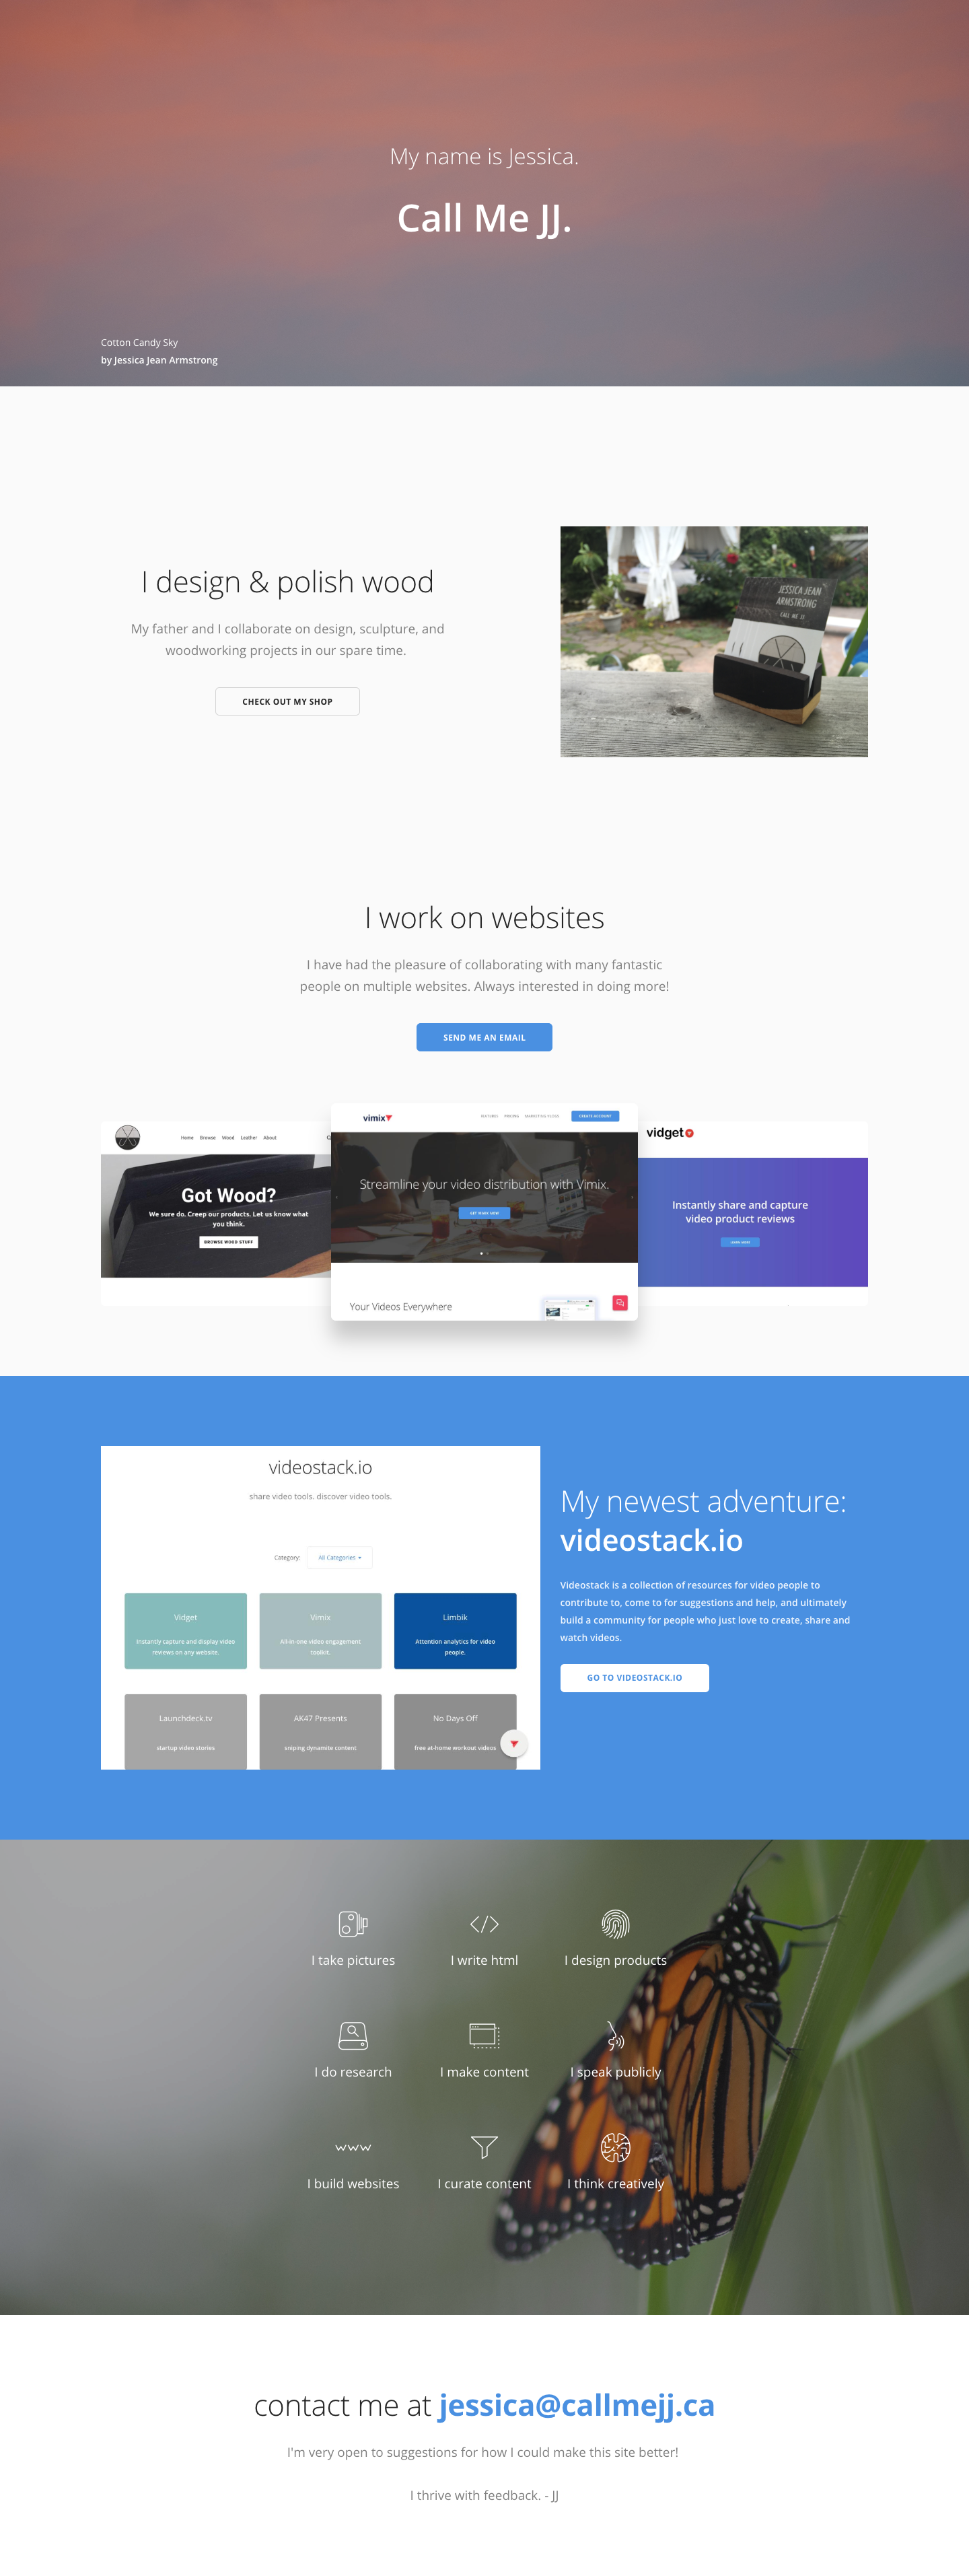 My name is Jessica.
Call Me JJ.
Cotton Candy Sky
by Jessica Jean Armstrong
I design & polish wood
My father and I collaborate on design, sculpture, and
woodworking projects in our spare time.
CHECK OUT MY SHOP
JESSICA JEAN
ARMSTRONG
CALL ME JJ
I work on websites
I have had the pleasure of collaborating with many fantastic
people on multiple websites. Always interested in doing more!
SEND ME AN EMAIL
Home Browse Wood Leather About
Got Wood?
We sure do. Creep our products. Let us know what
you think.
BROWSE WOOD STUFF
vimix
FEATURES PRICING MARKETING VLOGS CREATE ACCOUNT
Streamline your video distribution with Vimix.
GET VIMIX NOW
Your Videos Everywhere
vidget
Instantly share and capture
video product reviews
LEARN MORE
videostack.io
share video tools. discover video tools.
Category: All Categories
Vidget
Instantly capture and display video
reviews on any website.
Vimix
All-in-one video engagement
toolkit.
Limbik
Attention analytics for video
people.
Launchdeck.tv
startup video stories
AK47 Presents
sniping dynamite content
No Days Off
free at-home workout videos
My newest adventure:
videostack.io
Videostack is a collection of resources for video people to
contribute to, come to for suggestions and help, and ultimately
build a community for people who just love to create, share and
watch videos.
GO TO VIDEOSTACK.IO
I take pictures
I write html
I design products
I do research
I make content
I speak publicly
www
I build websites
I curate content
I think creatively
contact me at jessica@callmejj.ca
I'm very open to suggestions for how I could make this site better!
I thrive with feedback. - JJ